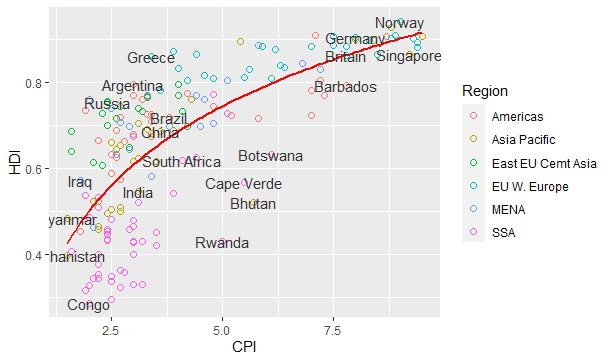 Norway
Germany
Britain
Singapore
Greece
Argentina
Barbados
Russia
Brazil
China
South Africa
Botswana
Iraq
India
Cape Verde
Bhutan
yanmar
Rwanda
hanistan
Congo
0.8
0.6
0.4
2.5
5.0
7.5
HDI
CPI
Region
Americas
Asia Pacific
East EU Cemt Asia
EU W. Europe
MENA
SSA